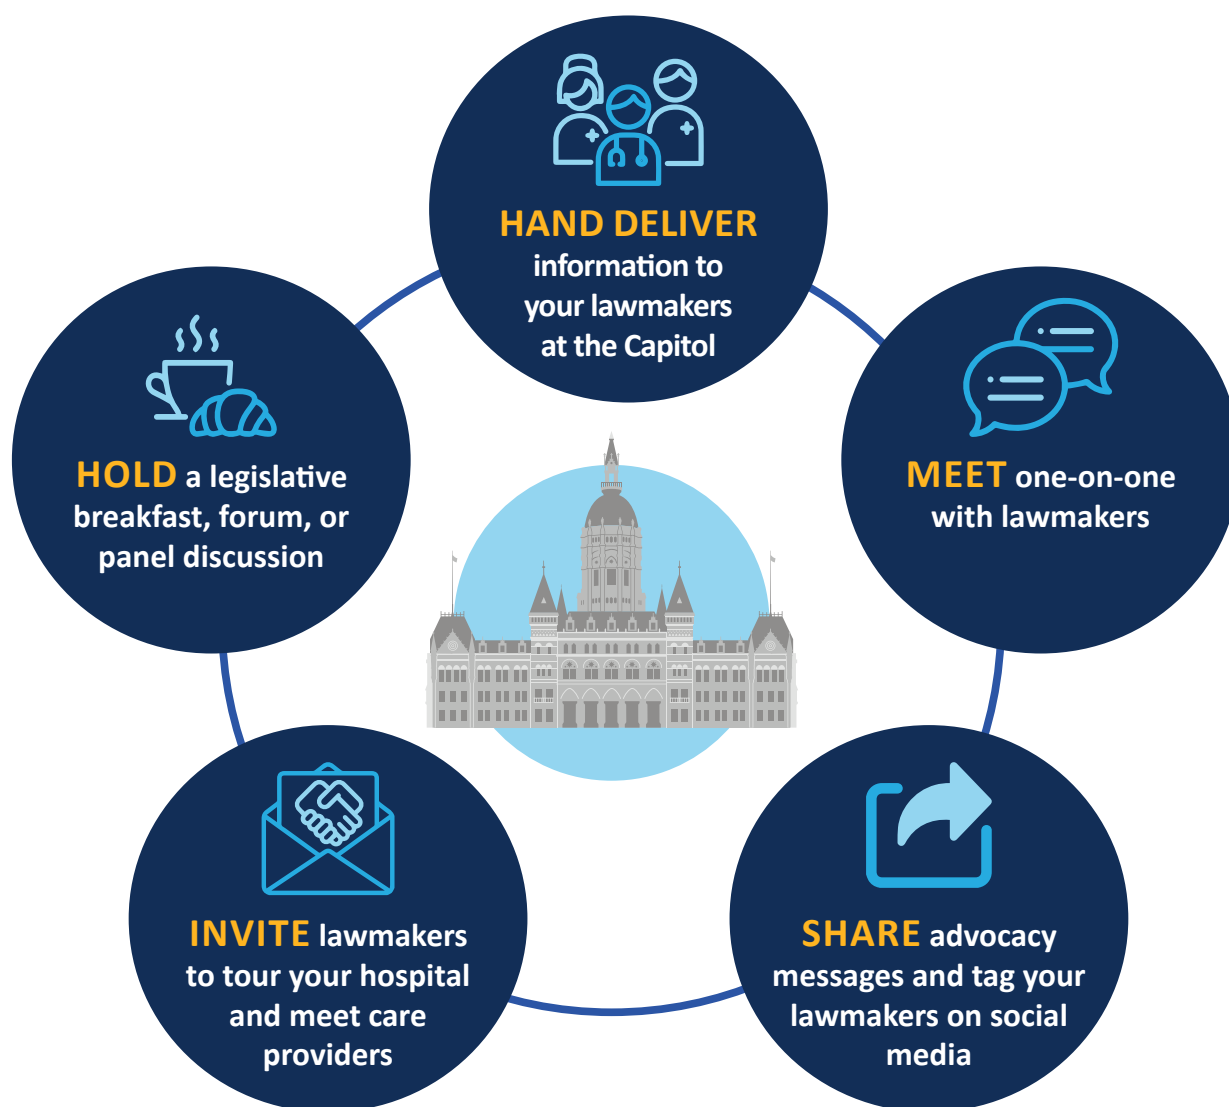 HAND DELIVER
information to
your lawmakers
at the Capitol
MEET one-on-one
with lawmakers
SHARE advocacy
messages and tag your
lawmakers on social
media
INVITE lawmakers
to tour your hospital
and meet care
providers
HOLD a legislative
breakfast, forum, or
panel discussion